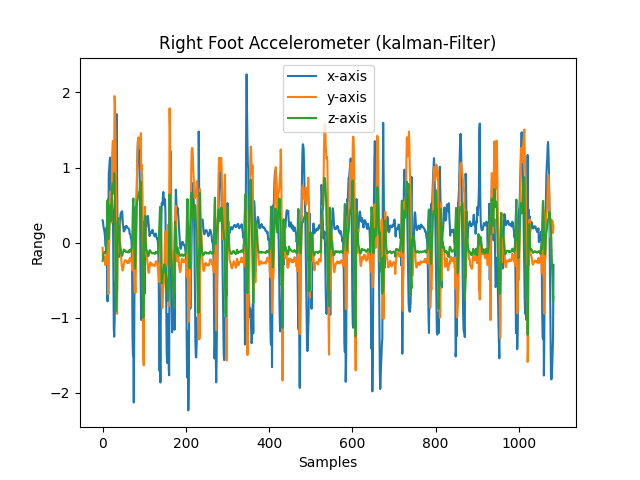 Right Foot Accelerometer (kalman-Filter)
x-axis
y-axis
z-axis
Range
2
1
0
−1
−2
0 200 400 600 800 1000
Samples